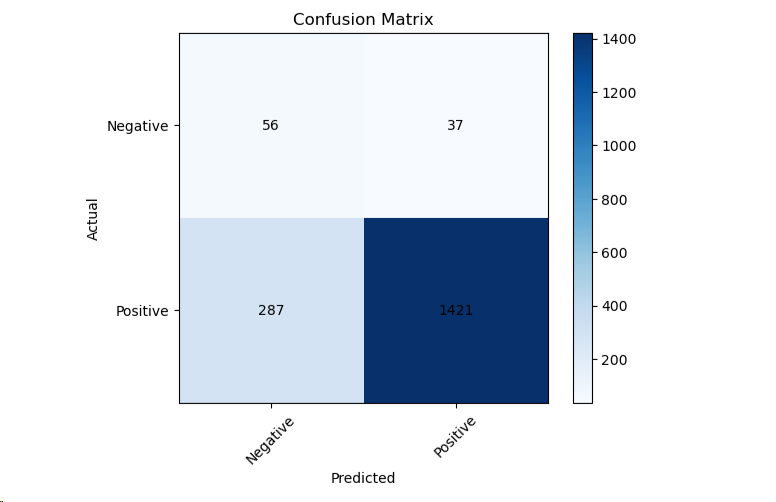 Confusion Matrix
Negative
56
37
Positive
287
1421
Actual
Negative
Positive
Predicted
1400
1200
1000
800
600
400
200